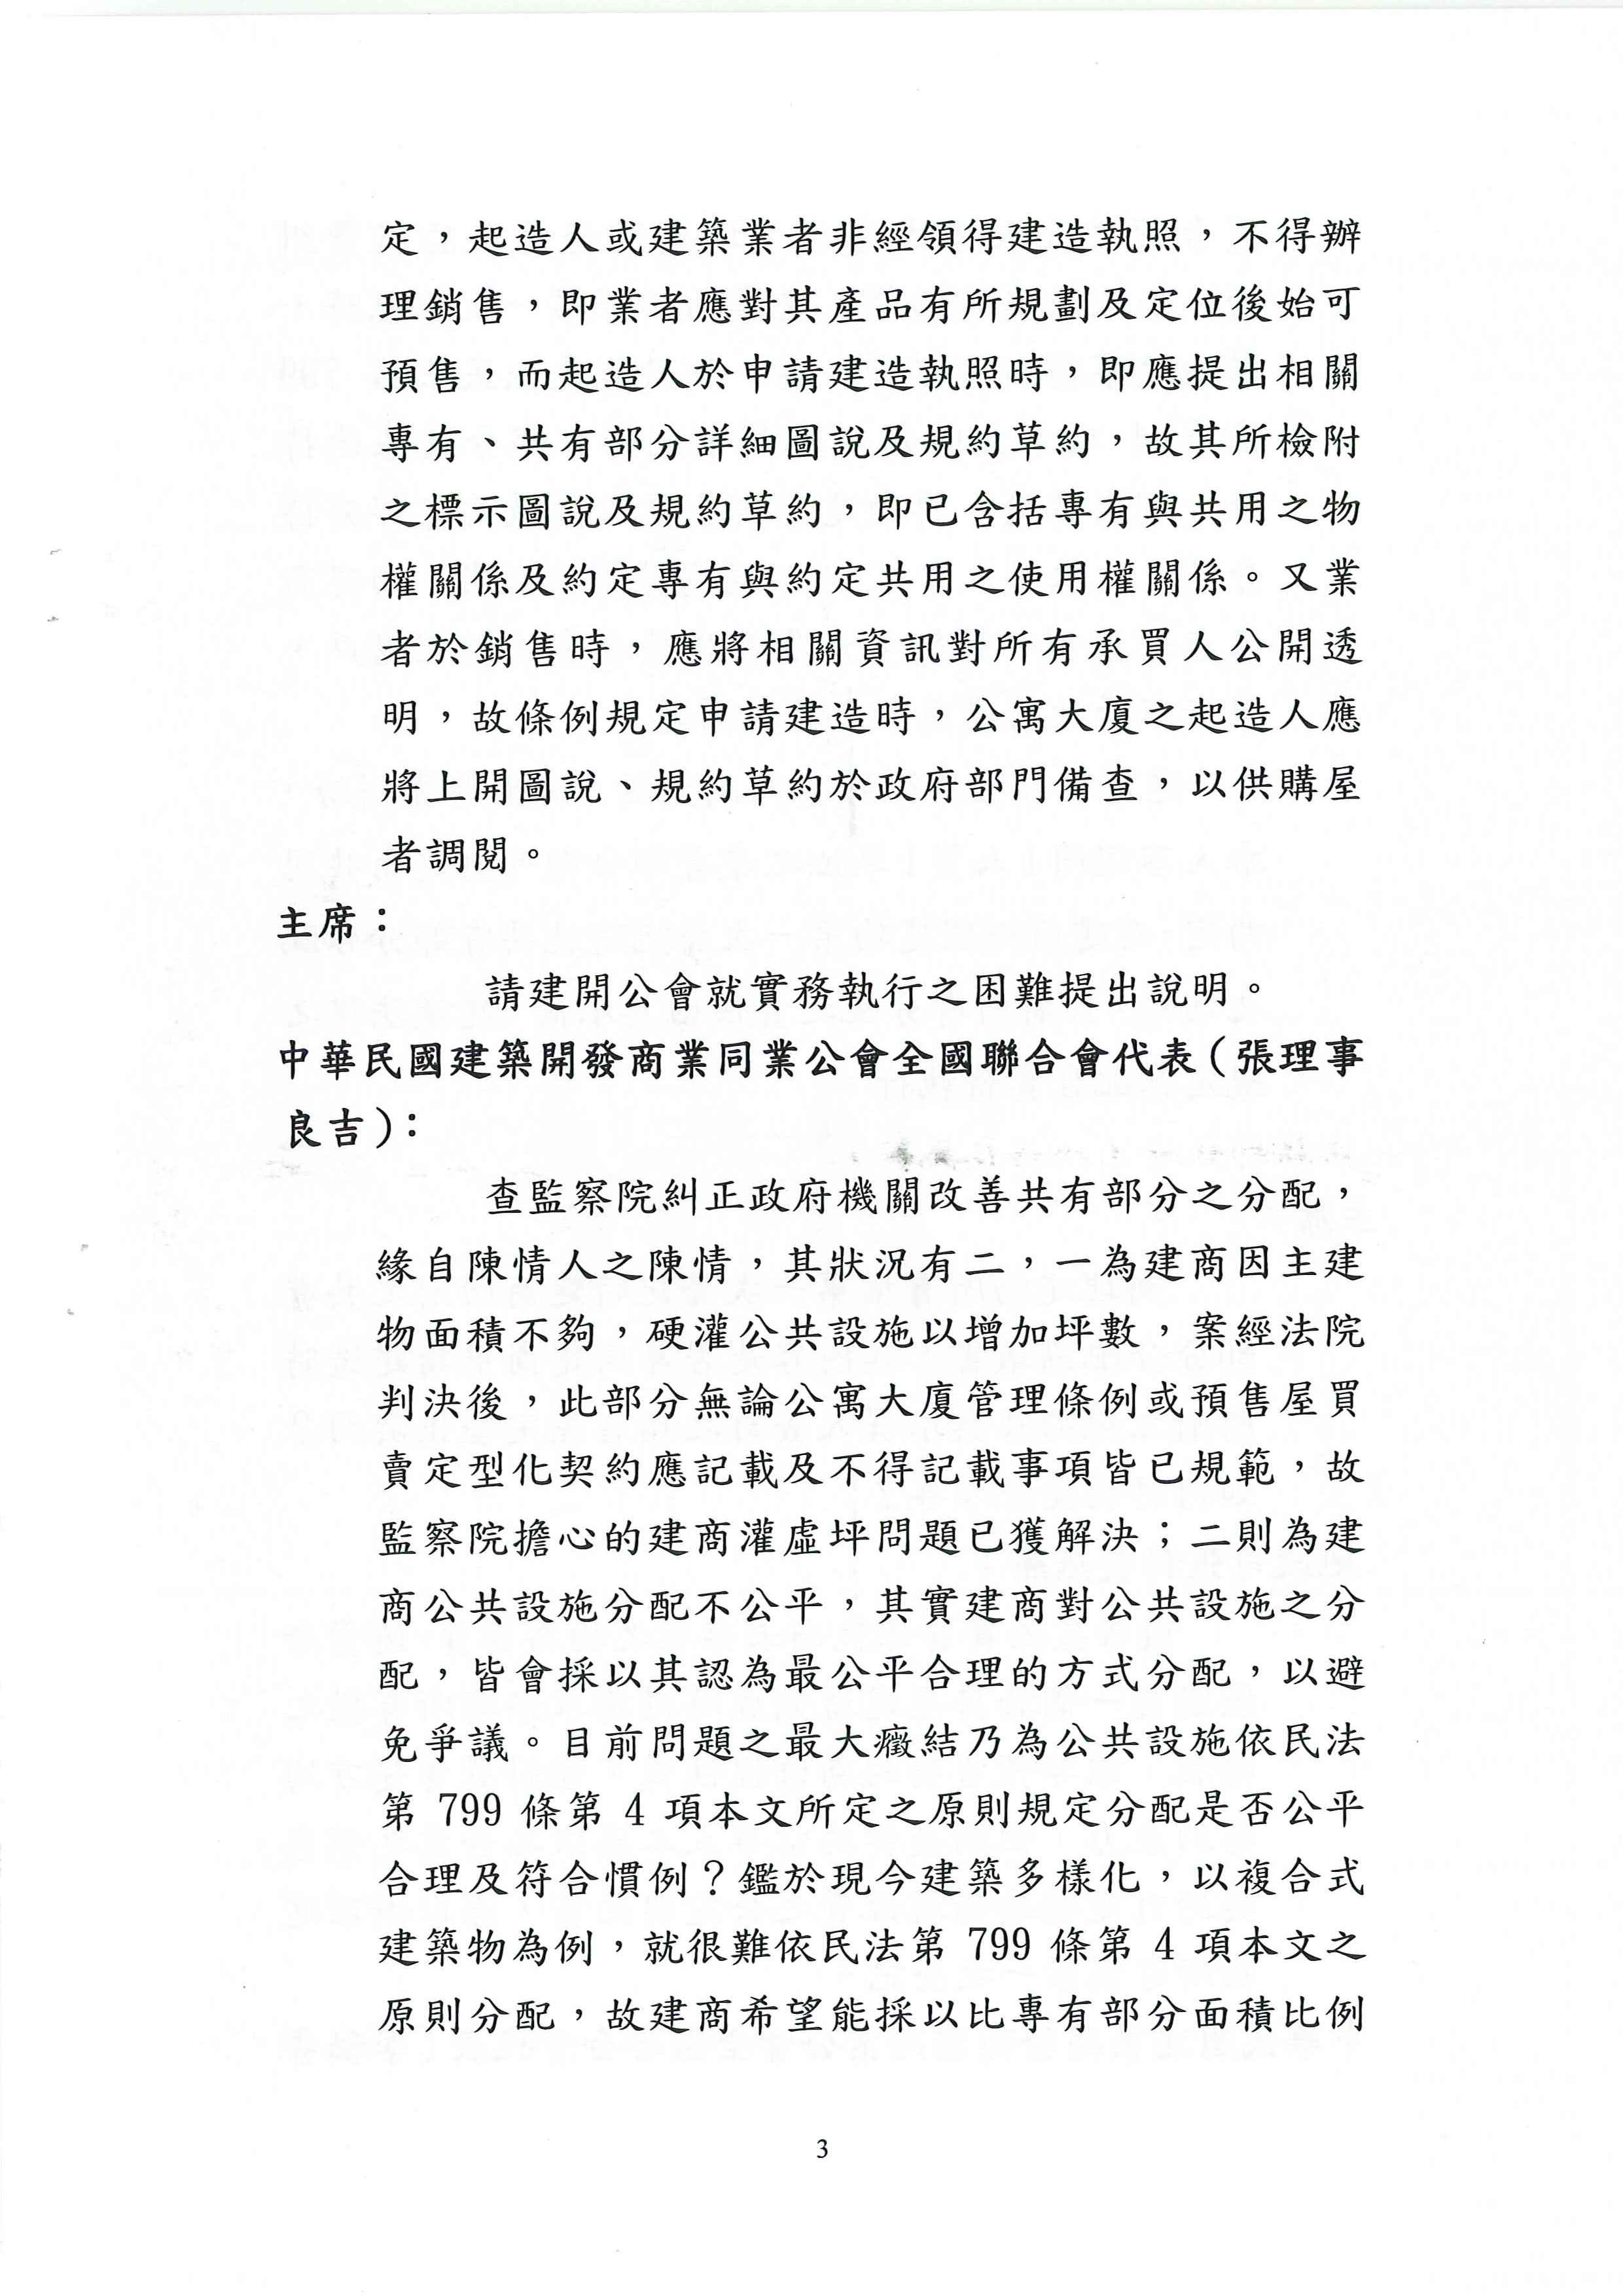 定，起造人或建築業者非經領得建造執照，不得辦
理銷售，即業者應對其產品有所規劃及定位後始可
預售，而起造人於申請建造執照時，即應提出相關
專有、共有部分詳細圖說及規約草約，故其所檢附
之標示圖說及規約草約，即已含括專有與共用之物
權關係及約定專有與約定共用之使用權關係。又業
者於銷售時，應將相關資訊對所有承買人公開透
明，故條例規定申請建造時，公寓大廈之起造人應
將上開圖說、規約草約於政府部門備查，以供購屋
者調閱。
主席：
請建開公會就實務執行之困難提出說明。
中華民國建築開發商業同業公會全國聯合會代表(張理事
良吉)：
查監察院糾正政府機關改善共有部分之分配，
緣自陳情人之陳情，其狀況有二，一為建商因主建
物面積不夠，硬灌公共設施以增加坪數，案經法院
判決後，此部分無論公寓大廈管理條例或預售屋買
賣定型化契約應記載及不得記載事項皆已規範，故
監察院擔心的建商灌虛坪問題已獲解決；二則為建
商公共設施分配不公平，其實建商對公共設施之分
配，皆會採以其認為最公平合理的方式分配，以避
免爭議。目前問題之最大癥結乃為公共設施依民法
第 799 條第 4 項本文所定之原則規定分配是否公平
合理及符合慣例？鑑於現今建築多樣化，以複合式
建築物為例，就很難依民法第 799 條第 4 項本文之
原則分配，故建商希望能採以比專有部分面積比例
3